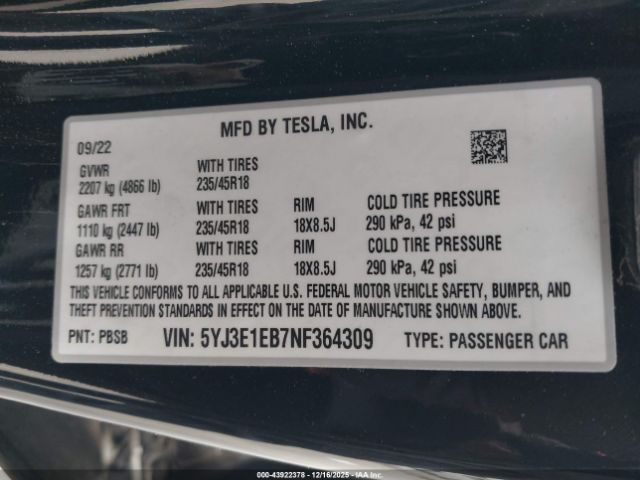 MFD BY TESLA, INC.
09/22
GVWR WITH TIRES
2207 kg (4866 lb) 235/45R18
GAWR FRT WITH TIRES RIM COLD TIRE PRESSURE
1110 kg (2447 lb) 235/45R18 18X8.5J 290 kPa, 42 psi
GAWR RR WITH TIRES RIM COLD TIRE PRESSURE
1257 kg (2771 lb) 235/45R18 18X8.5J 290 kPa, 42 psi
THIS VEHICLE CONFORMS TO ALL APPLICABLE U.S. FEDERAL MOTOR VEHICLE SAFETY, BUMPER, AND
THEFT PREVENTION STANDARDS IN EFFECT ON THE DATE OF MANUFACTURE SHOWN ABOVE.
PNT: PBSB VIN: 5YJ3E1EB7NF364309 TYPE: PASSENGER CAR
000-43922378 - 12/16/2025 - IAA Inc.